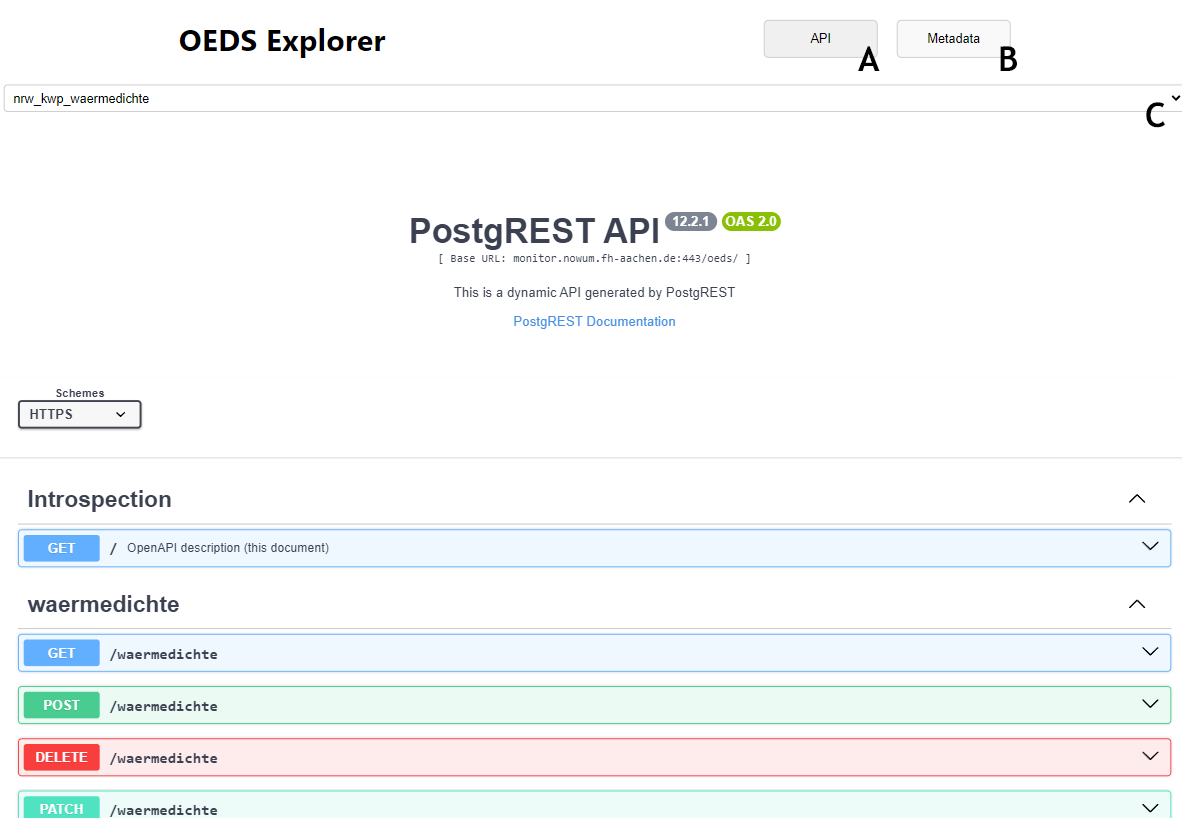 OEDS Explorer
API
A
Metadata
B
nrw_kwp_waermedichte
C
PostgREST API 12.2.1 OAS 2.0
[ Base URL: monitor.nowum.fh-aachen.de:443/oeds/ ]
This is a dynamic API generated by PostgREST
PostgREST Documentation
Schemes
HTTPS
Introspection
GET / OpenAPI description (this document)
waermedichte
GET /waermedichte
POST /waermedichte
DELETE /waermedichte
PATCH /waermedichte